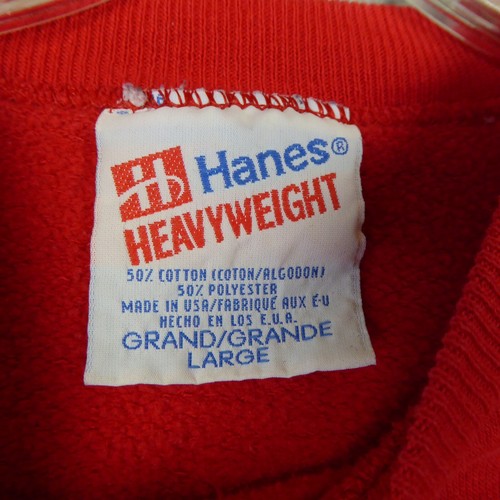 Hanes®
HEAVYWEIGHT
50% COTTON (COTON/ALGODON)
50% POLYESTER
MADE IN USA/FABRIQUÉ AUX É-U
HECHO EN LOS E.U.A.
GRAND/GRANDE
LARGE